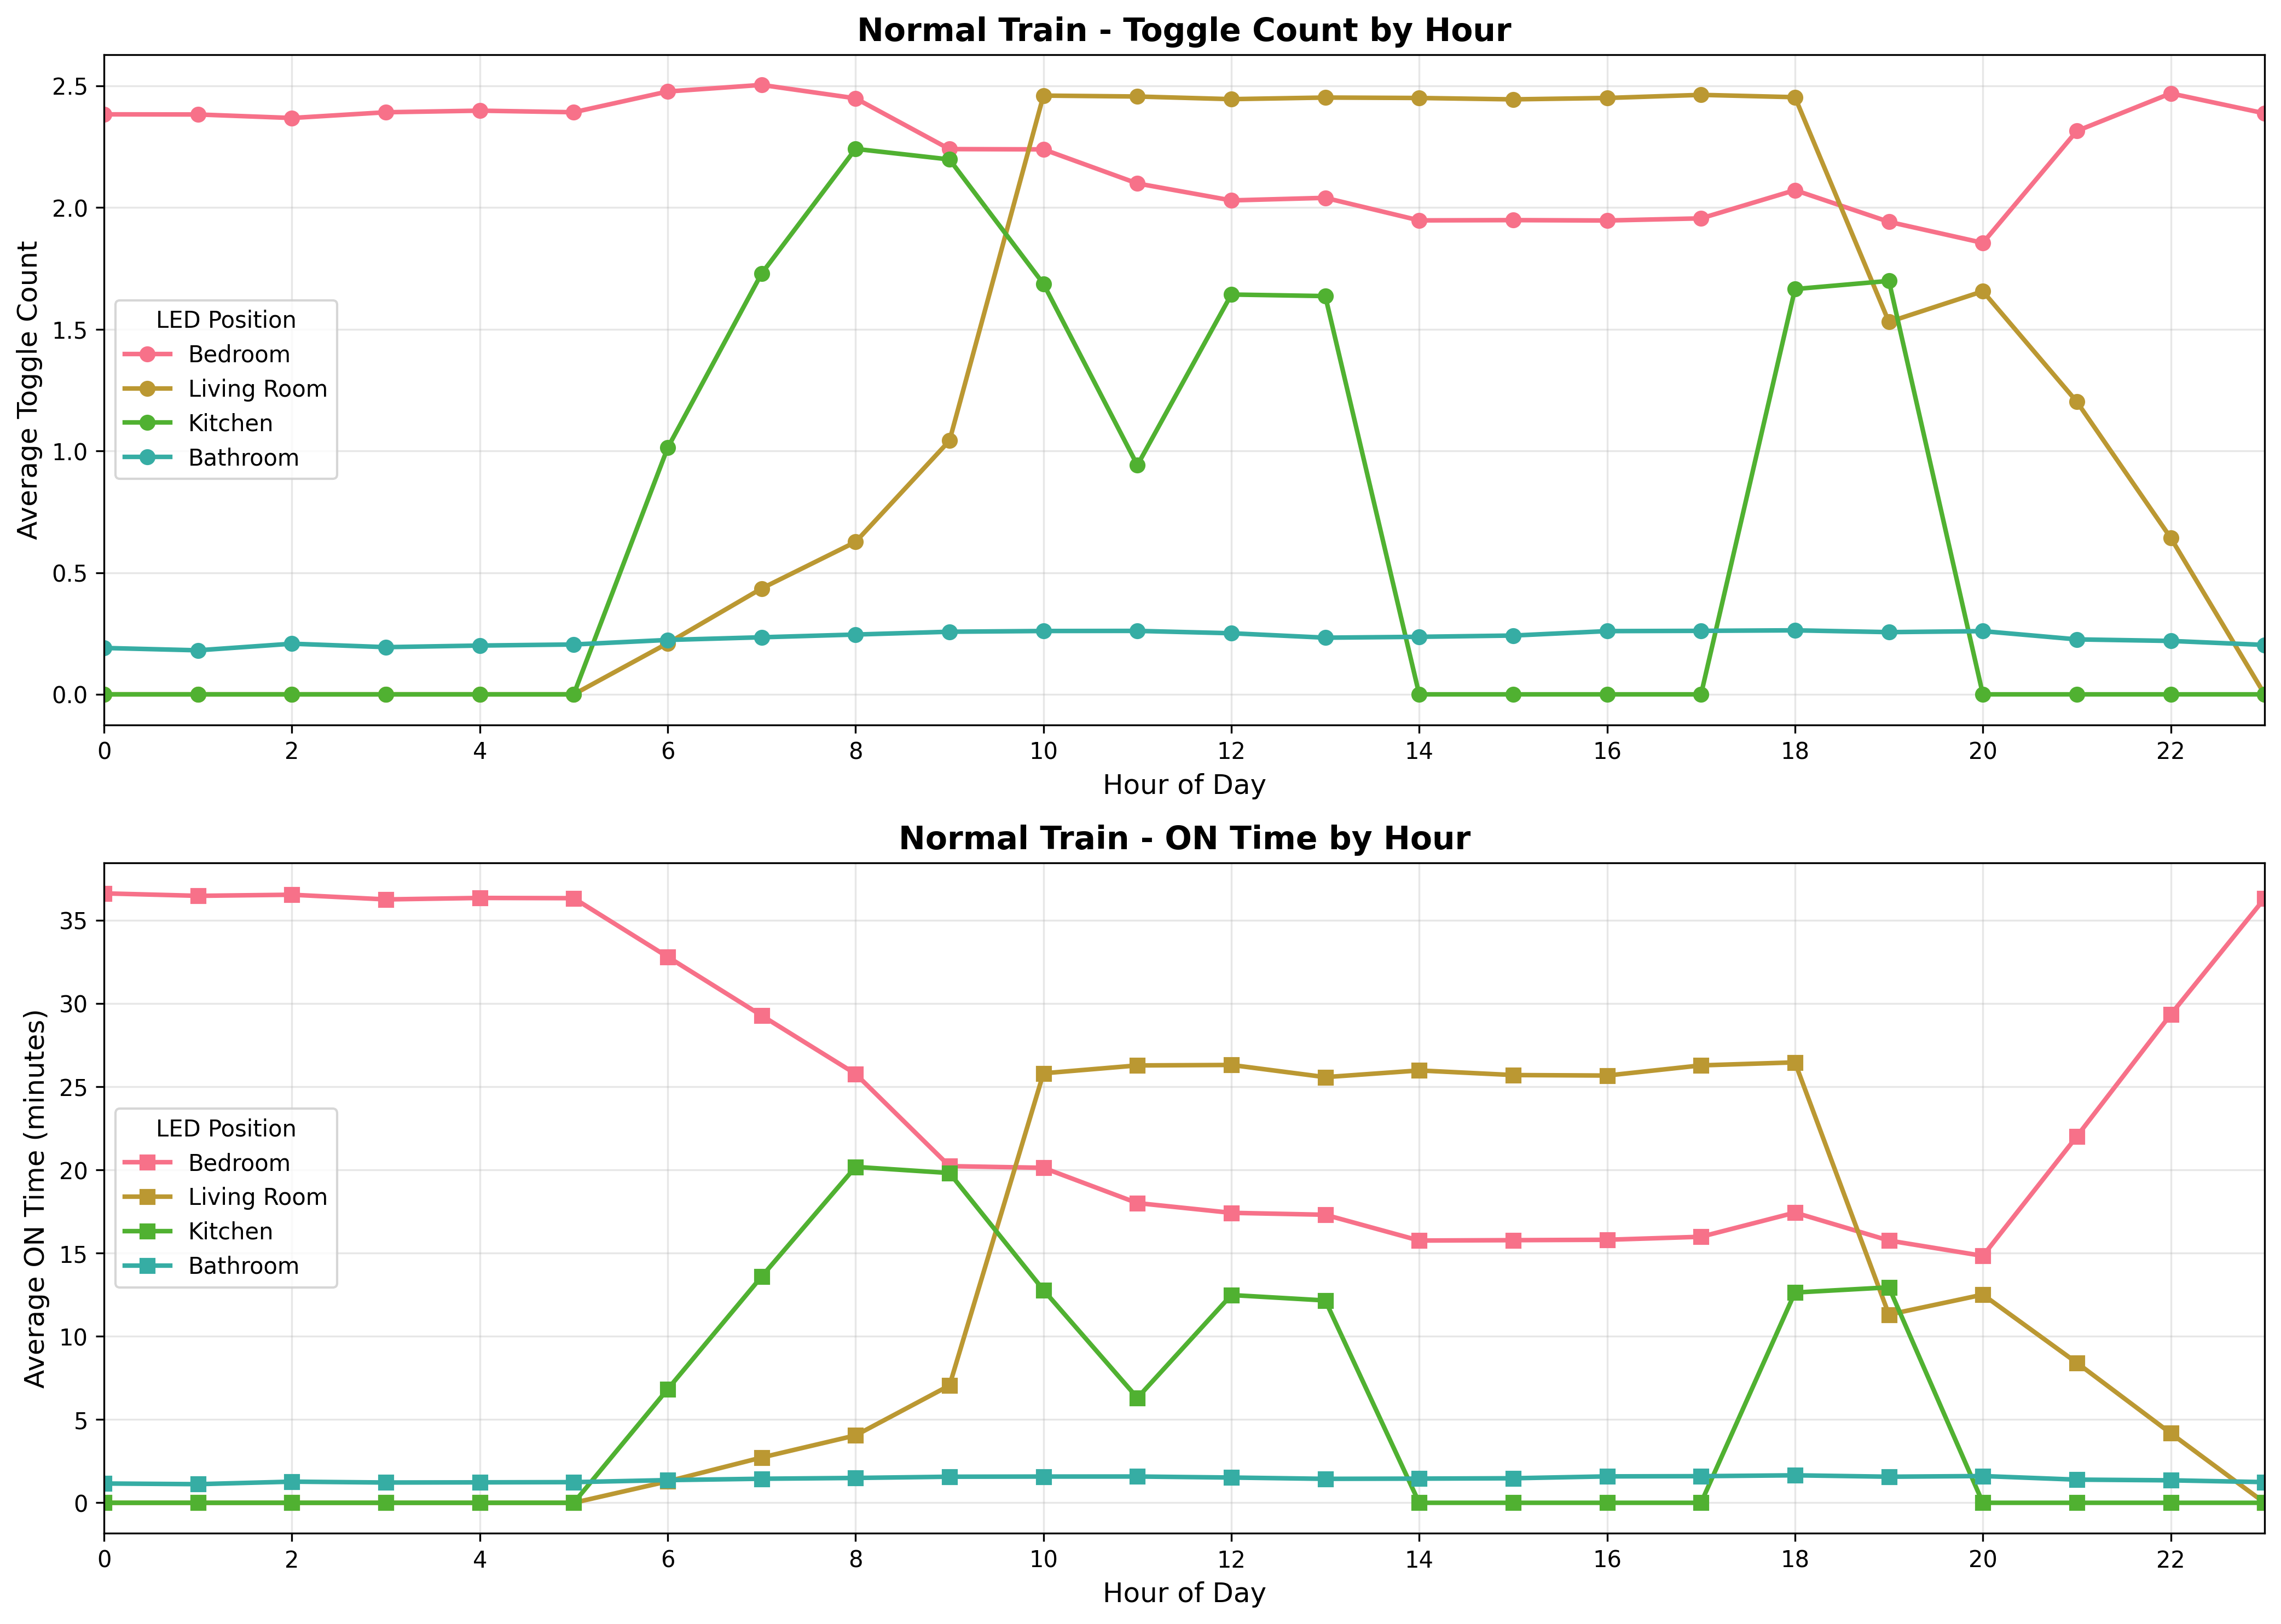 Normal Train - Toggle Count by Hour
2.5
2.0
1.5
1.0
0.5
0.0
Average Toggle Count
LED Position
Bedroom
Living Room
Kitchen
Bathroom
0 2 4 6 8 10 12 14 16 18 20 22
Hour of Day
Normal Train - ON Time by Hour
35
30
25
20
15
10
5
0
Average ON Time (minutes)
LED Position
Bedroom
Living Room
Kitchen
Bathroom
0 2 4 6 8 10 12 14 16 18 20 22
Hour of Day